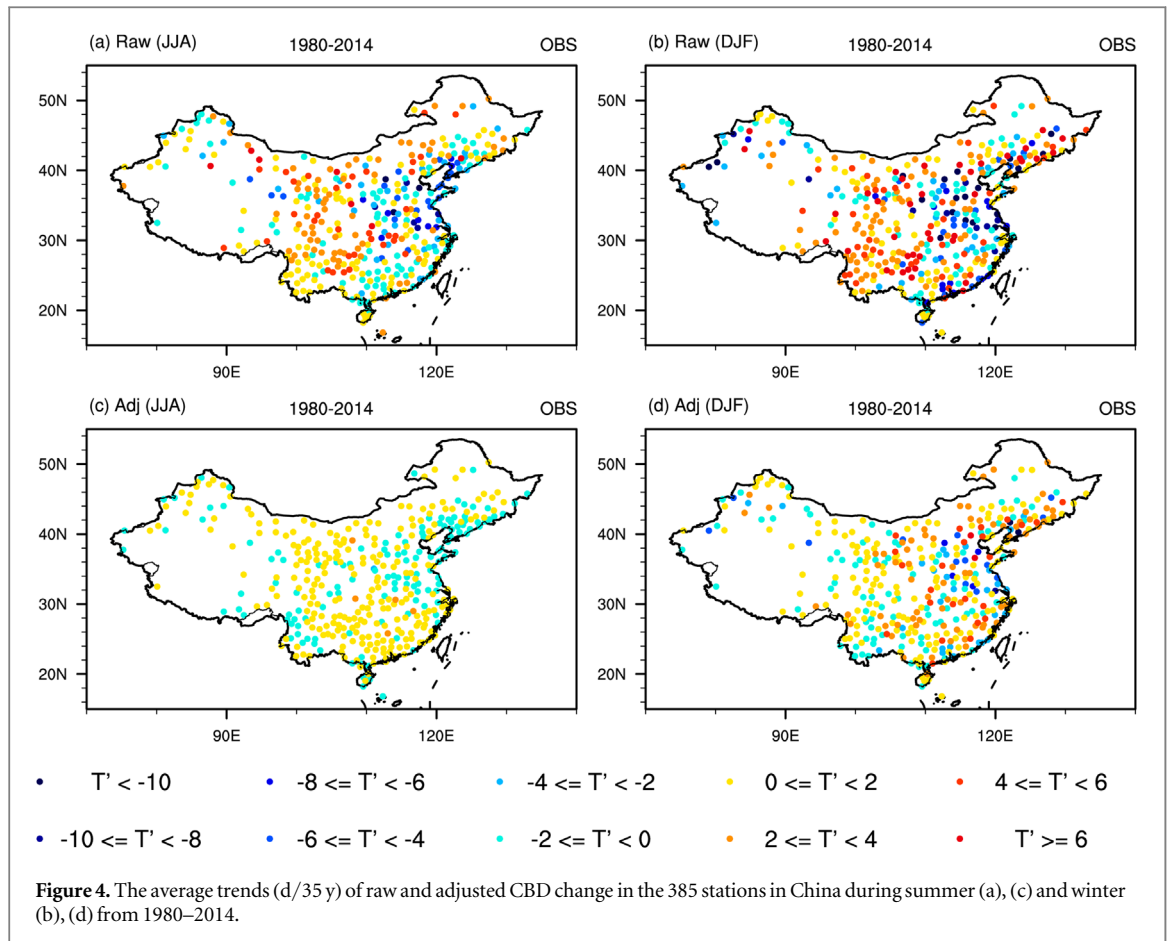 (a) Raw (JJA) 1980-2014 OBS
(b) Raw (DJF) 1980-2014 OBS
50N
40N
30N
20N
90E 120E
50N
40N
30N
20N
90E 120E
(c) Adj (JJA) 1980-2014 OBS
(d) Adj (DJF) 1980-2014 OBS
50N
40N
30N
20N
90E 120E
50N
40N
30N
20N
90E 120E
T' < -10 -8 <= T' < -6 -4 <= T' < -2 0 <= T' < 2 4 <= T' < 6
-10 <= T' < -8 -6 <= T' < -4 -2 <= T' < 0 2 <= T' < 4 T' >= 6
Figure 4. The average trends (d/35 y) of raw and adjusted CBD change in the 385 stations in China during summer (a), (c) and winter
(b), (d) from 1980–2014.